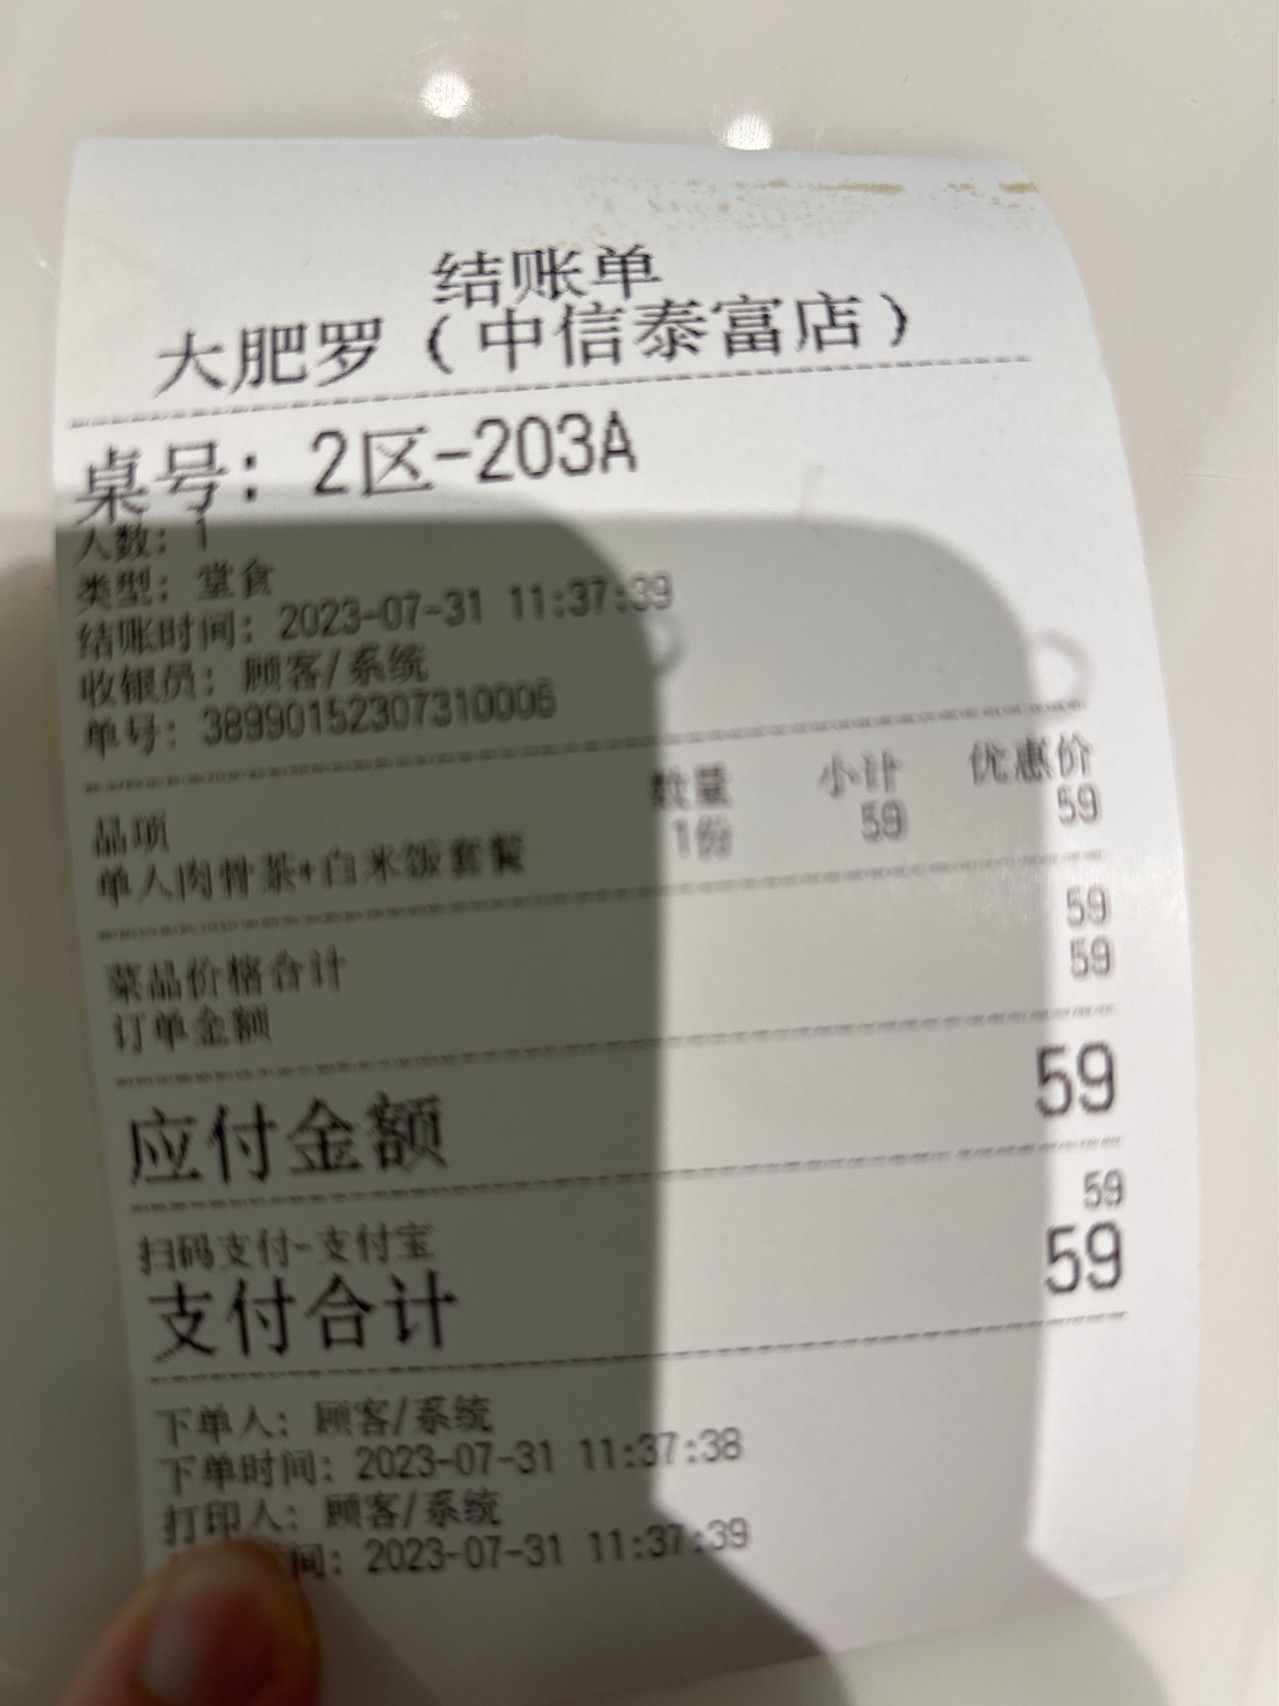 结账单
大肥罗（中信泰富店）
桌号：2区-203A
人数：1
类型：堂食
结账时间：2023-07-31 11:37:39
收银员：顾客/系统
单号：38990152307310006
品项 数量 小计 优惠价
单人肉骨茶+白米饭套餐 1份 59 59
菜品价格合计 59
订单金额 59
应付金额 59
扫码支付-支付宝 59
支付合计 59
下单人：顾客/系统
下单时间：2023-07-31 11:37:38
打印人：顾客/系统
间：2023-07-31 11:37:39